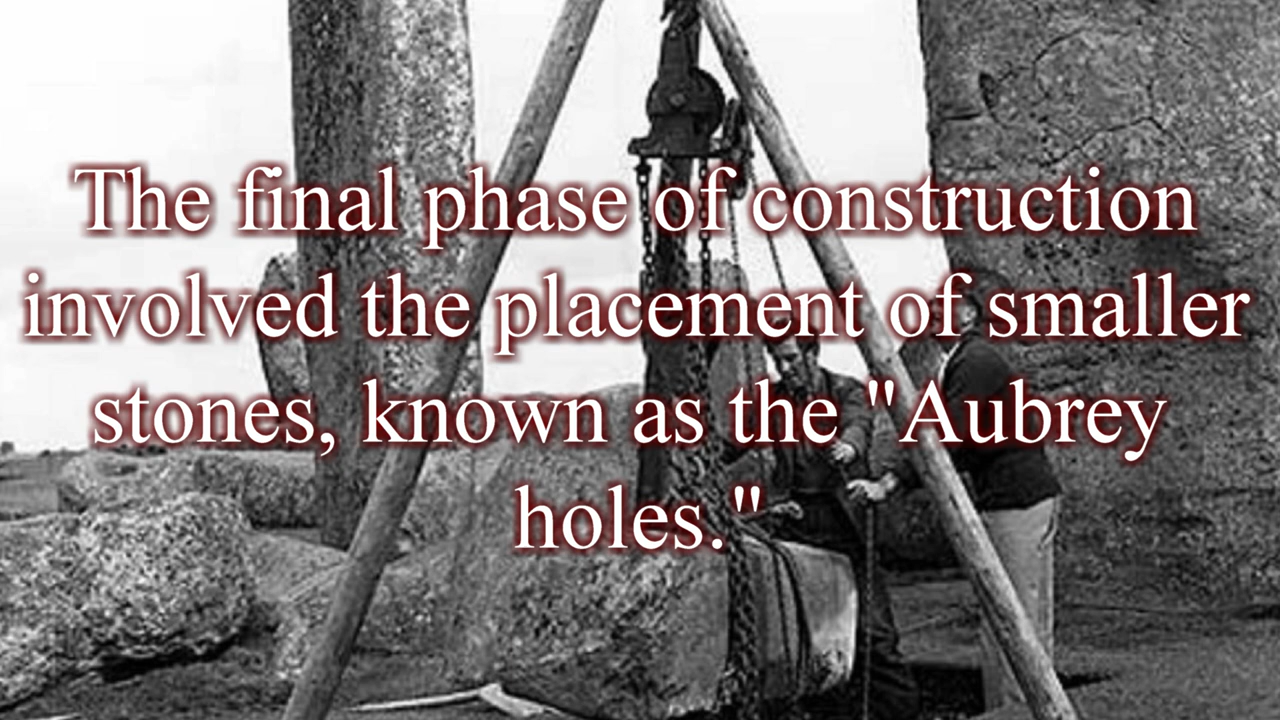 The final phase of construction
involved the placement of smaller
stones, known as the "Aubrey
holes."